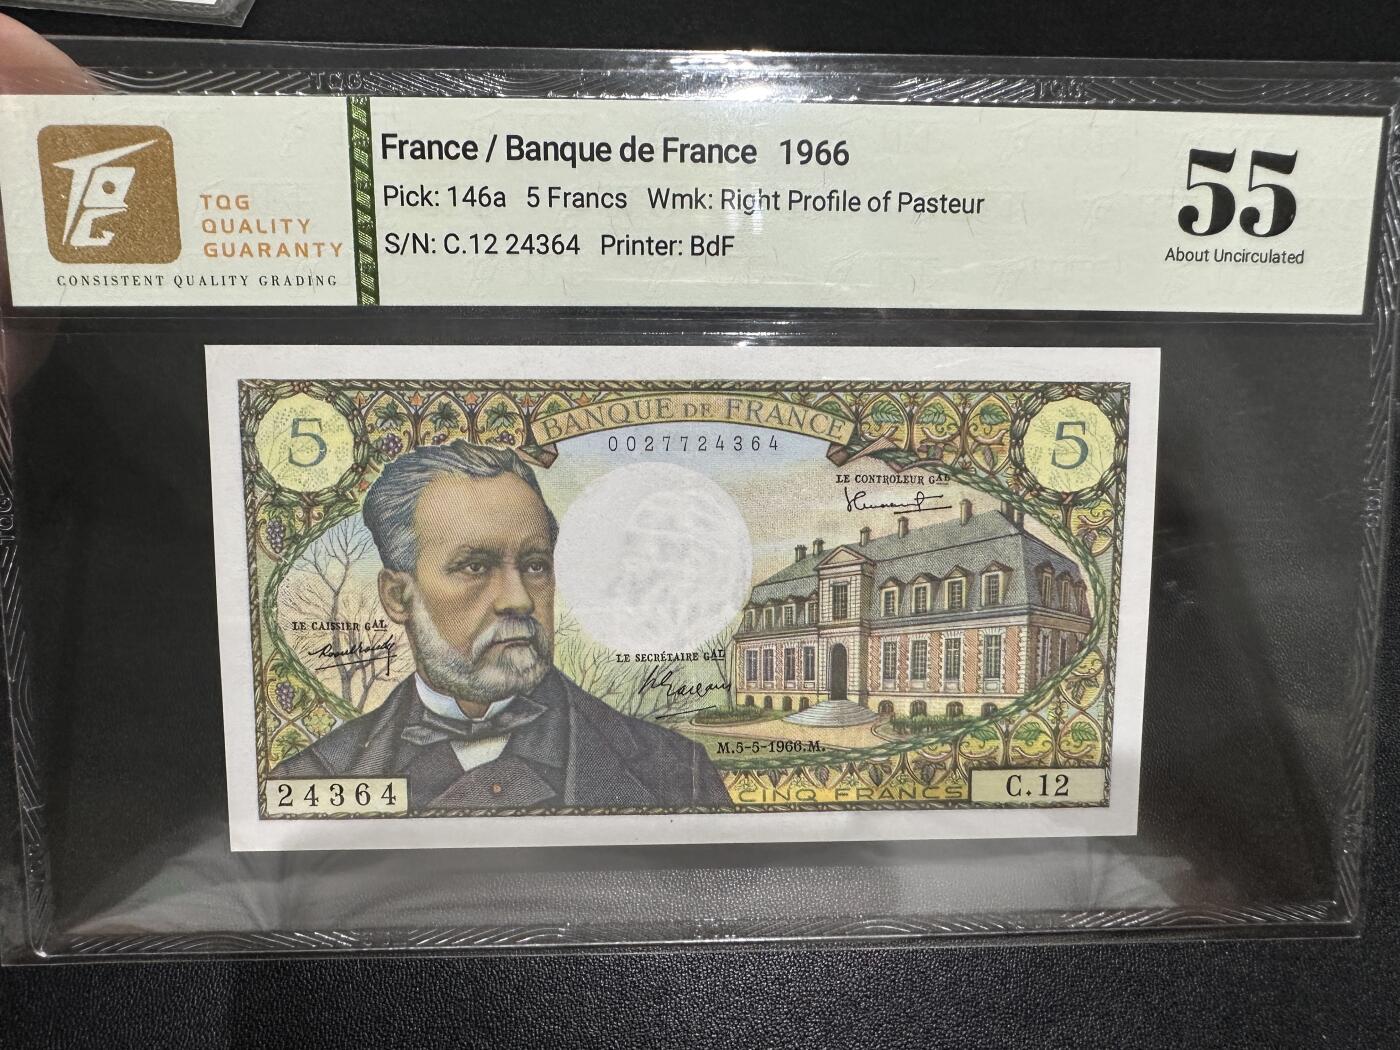 TQG
QUALITY
GUARANTY
CONSISTENT QUALITY GRADING
France / Banque de France 1966
Pick: 146a 5 Francs Wmk: Right Profile of Pasteur
S/N: C.12 24364 Printer: BdF
55
About Uncirculated
5
BANQUE DE FRANCE
5
0027724364
LE CONTROLEUR GAL
LE CAISSIER GAL
LE SECRÉTAIRE GAL
M.5-5-1966.M.
24364
CINQ FRANCS
C.12